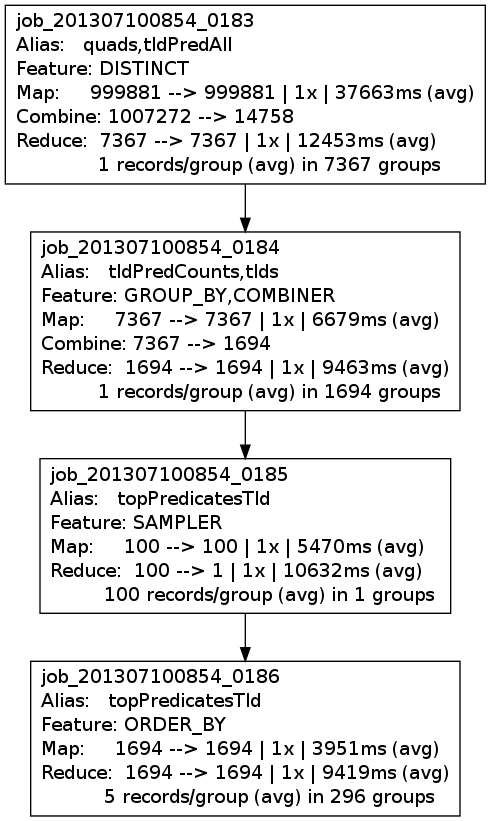 job_201307100854_0183
Alias: quads,tldPredAll
Feature: DISTINCT
Map: 999881 --> 999881 | 1x | 37663ms (avg)
Combine: 1007272 --> 14758
Reduce: 7367 --> 7367 | 1x | 12453ms (avg)
1 records/group (avg) in 7367 groups
job_201307100854_0184
Alias: tldPredCounts,tlds
Feature: GROUP_BY,COMBINER
Map: 7367 --> 7367 | 1x | 6679ms (avg)
Combine: 7367 --> 1694
Reduce: 1694 --> 1694 | 1x | 9463ms (avg)
1 records/group (avg) in 1694 groups
job_201307100854_0185
Alias: topPredicatesTld
Feature: SAMPLER
Map: 100 --> 100 | 1x | 5470ms (avg)
Reduce: 100 --> 1 | 1x | 10632ms (avg)
100 records/group (avg) in 1 groups
job_201307100854_0186
Alias: topPredicatesTld
Feature: ORDER_BY
Map: 1694 --> 1694 | 1x | 3951ms (avg)
Reduce: 1694 --> 1694 | 1x | 9419ms (avg)
5 records/group (avg) in 296 groups